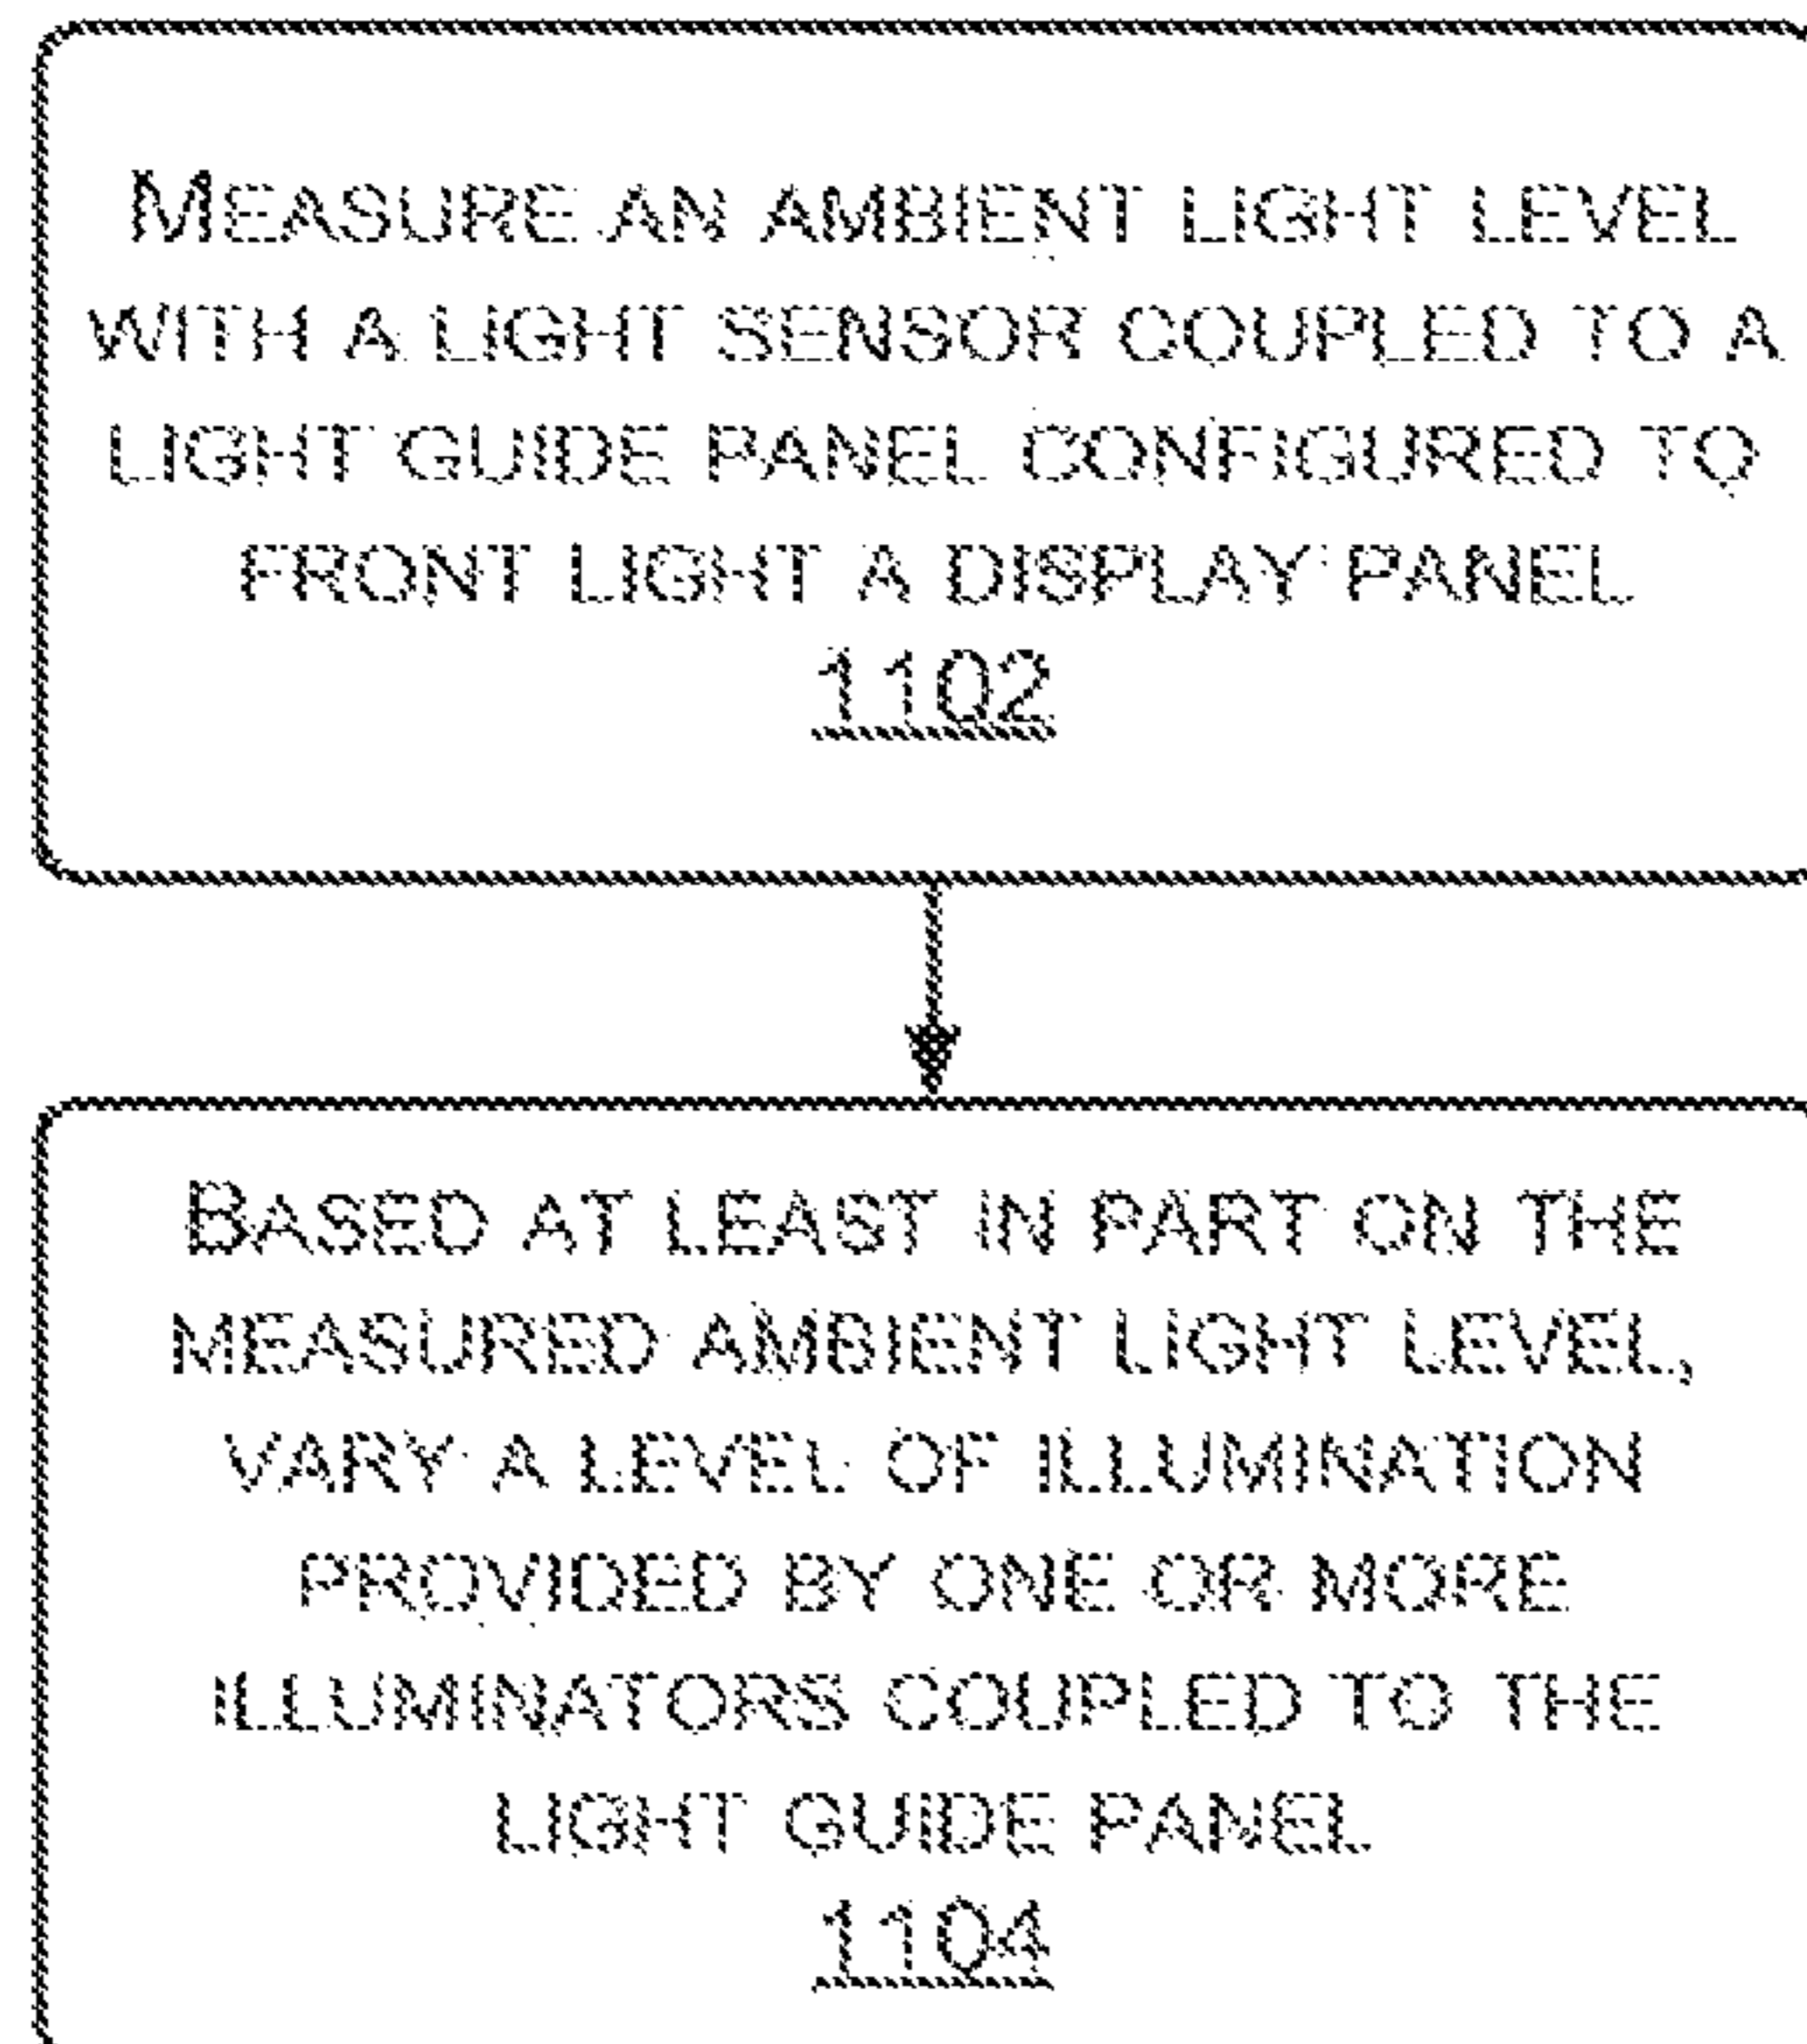 MEASURE AN AMBIENT LIGHT LEVEL
WITH A LIGHT SENSOR COUPLED TO A
LIGHT GUIDE PANEL CONFIGURED TO
FRONT LIGHT A DISPLAY PANEL
1102
BASED AT LEAST IN PART ON THE
MEASURED AMBIENT LIGHT LEVEL,
VARY A LEVEL OF ILLUMINATION
PROVIDED BY ONE OR MORE
ILLUMINATORS COUPLED TO THE
LIGHT GUIDE PANEL
1104